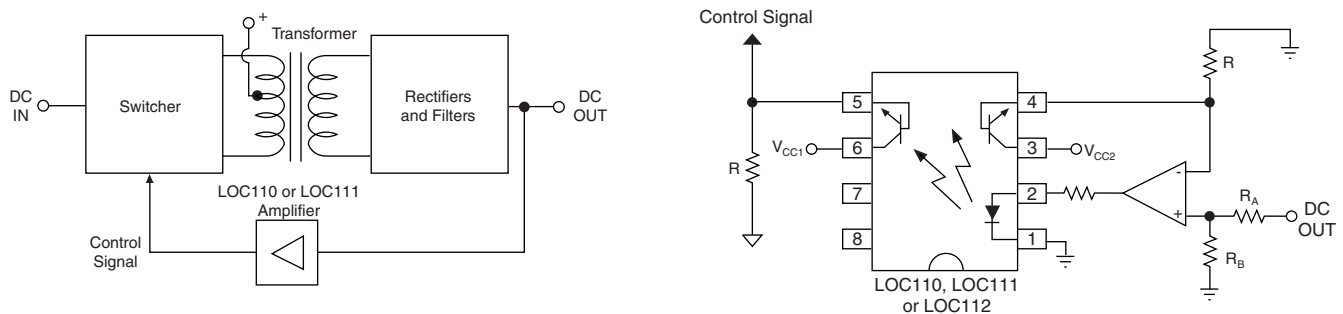 +
Transformer
Switcher
Rectifiers
and Filters
DC
IN
DC
OUT
LOC110 or LOC111
Amplifier
Control
Signal
Control Signal
R
5
4
VCC1
6
3
VCC2
R
7
2
-
+
RA
DC
OUT
8
1
RB
LOC110, LOC111
or LOC112